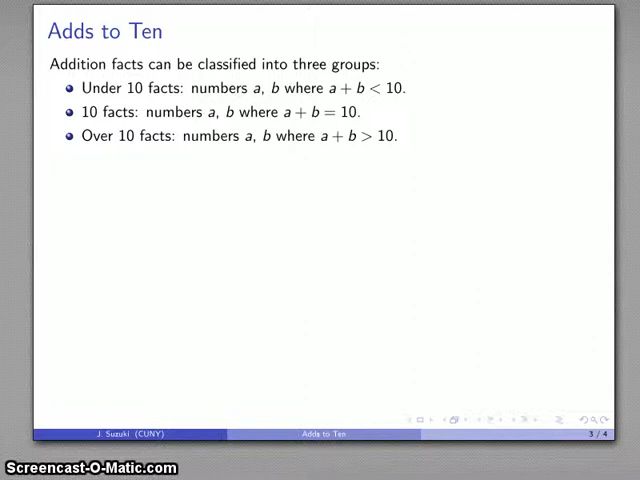 Adds to Ten
Addition facts can be classified into three groups:
Under 10 facts: numbers a, b where a + b < 10.
10 facts: numbers a, b where a + b = 10.
Over 10 facts: numbers a, b where a + b > 10.
J. Suzuki (CUNY) Adds to Ten 3 / 4
Screencast-O-Matic.com